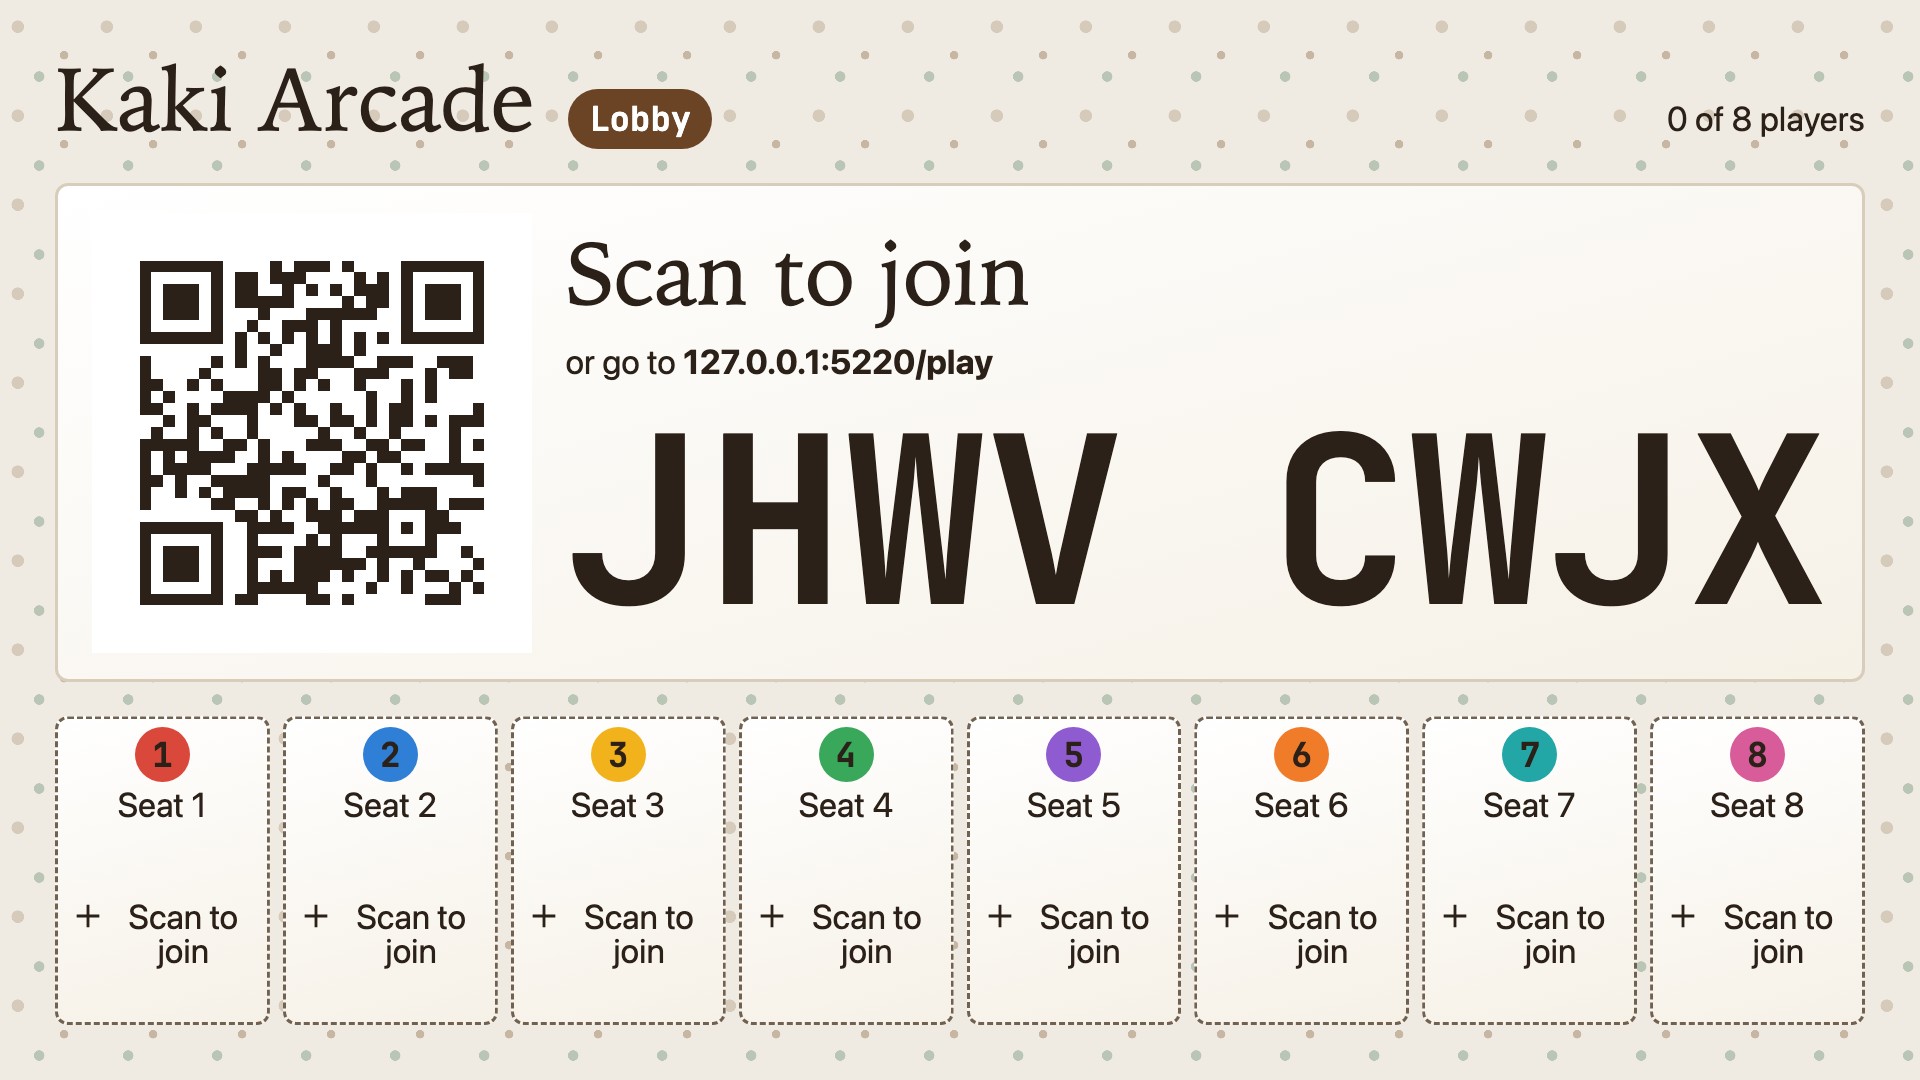 Kaki Arcade Lobby
0 of 8 players
Scan to join
or go to 127.0.0.1:5220/play
JHWV CWJX
1
Seat 1
+ Scan to
join
2
Seat 2
+ Scan to
join
3
Seat 3
+ Scan to
join
4
Seat 4
+ Scan to
join
5
Seat 5
+ Scan to
join
6
Seat 6
+ Scan to
join
7
Seat 7
+ Scan to
join
8
Seat 8
+ Scan to
join